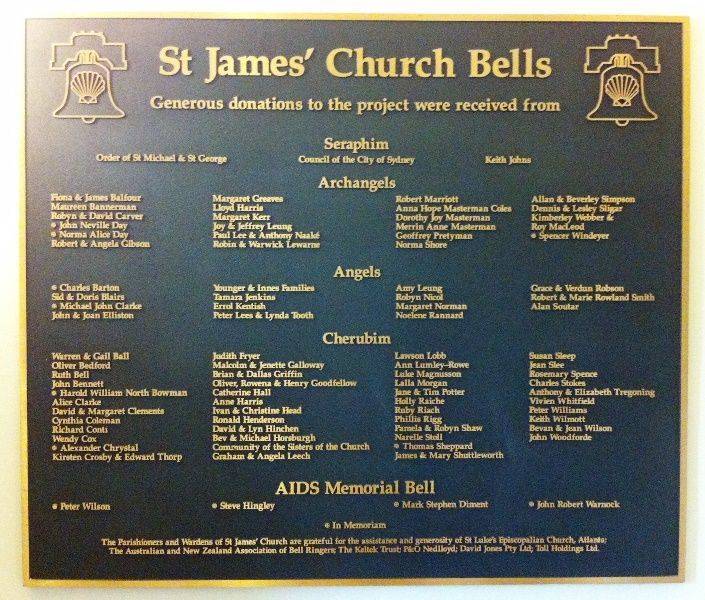 St James' Church Bells
Generous donations to the project were received from
Seraphim
Order of St Michael & St George Council of the City of Sydney Keith Johns
Archangels
Fiona & James Balfour Margaret Greaves Robert Marriott Allan & Beverley Simpson
Maureen Bannerman Lloyd Harris Anna Hope Masterman Coles Dennis & Lesley Sligar
Robyn & David Carver Margaret Kerr Dorothy Joy Masterman Kimberley Webber &
● John Neville Day Joy & Jeffrey Leung Merrin Anne Masterman Roy MacLeod
● Norma Alice Day Paul Lee & Anthony Naaké Geoffrey Pretyman ● Spencer Windeyer
Robert & Angela Gibson Robin & Warwick Lewarne Norma Shore
Angels
● Charles Barton Younger & Innes Families Amy Leung Grace & Verdun Robson
Sid & Doris Blairs Tamara Jenkins Robyn Nicol Robert & Marie Rowland Smith
● Michael John Clarke Errol Kentish Margaret Norman Alan Soutar
John & Joan Elliston Peter Lees & Lynda Tooth Noelene Rannard
Cherubim
Warren & Gail Ball Judith Fryer Lawson Lobb Susan Sleep
Oliver Bedford Malcolm & Jenette Galloway Ann Lumley-Rowe Jean Slee
Ruth Bell Brian & Dallas Griffin Luke Magnusson Rosemary Spence
John Bennett Oliver, Rowena & Henry Goodfellow Lalla Morgan Charles Stokes
● Harold William North Bowman Catherine Hall Jane & Tim Potter Anthony & Elizabeth Tregoning
Alice Clarke Anne Harris Holly Raiche Vivien Whitfield
David & Margaret Clements Ivan & Christine Head Ruby Riach Peter Williams
Cynthia Coleman Ronald Henderson Phillis Rigg Keith Wilmott
Richard Conti David & Lyn Hinchen Pamela & Robyn Shaw Bevan & Jean Wilson
Wendy Cox Bev & Michael Horsburgh Narelle Stoll John Woodforde
● Alexander Chrystal Community of the Sisters of the Church ● Thomas Sheppard
Kirsten Crosby & Edward Thorp Graham & Angela Leech James & Mary Shuttleworth
AIDS Memorial Bell
● Peter Wilson ● Steve Hingley ● Mark Stephen Diment ● John Robert Warnock
● In Memoriam
The Parishioners and Wardens of St James' Church are grateful for the assistance and generosity of St Luke's Episcopalian Church, Atlanta;
The Australian and New Zealand Association of Bell Ringers; The Keltek Trust; P&O Nedlloyd; David Jones Pty Ltd; Toll Holdings Ltd.